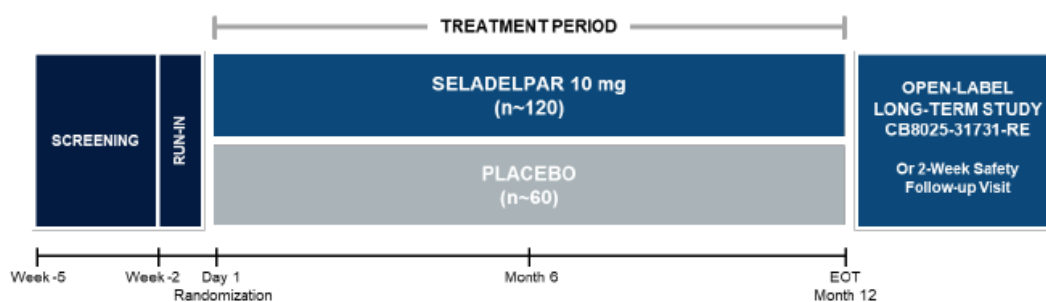 TREATMENT PERIOD
SCREENING
RUN-IN
SELADELPAR 10 mg
(n~120)
PLACEBO
(n~60)
OPEN-LABEL
LONG-TERM STUDY
CB8025-31731-RE
Or 2-Week Safety
Follow-up Visit
Week -5
Week -2
Day 1
Randomization
Month 6
EOT
Month 12